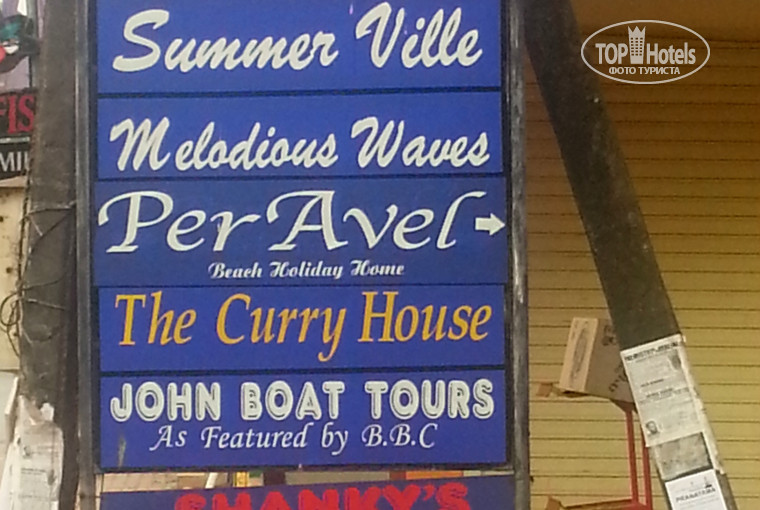 Summer Ville
Melodious Waves
Per Avel
Beach Holiday Home
The Curry House
JOHN BOAT TOURS
As Featured by B.B.C
SHANKY'S
TOP Hotels
ФОТО ТУРИСТА